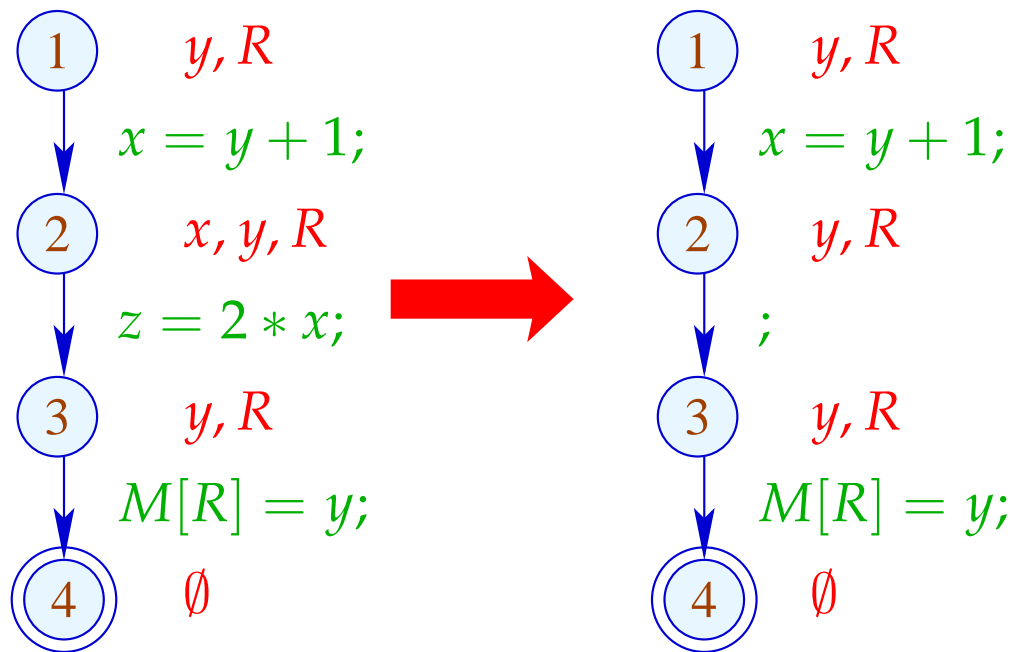 1 y, R
x = y + 1;
2 x, y, R
z = 2 ∗ x;
3 y, R
M[R] = y;
4 ∅
1 y, R
x = y + 1;
2 y, R
;
3 y, R
M[R] = y;
4 ∅